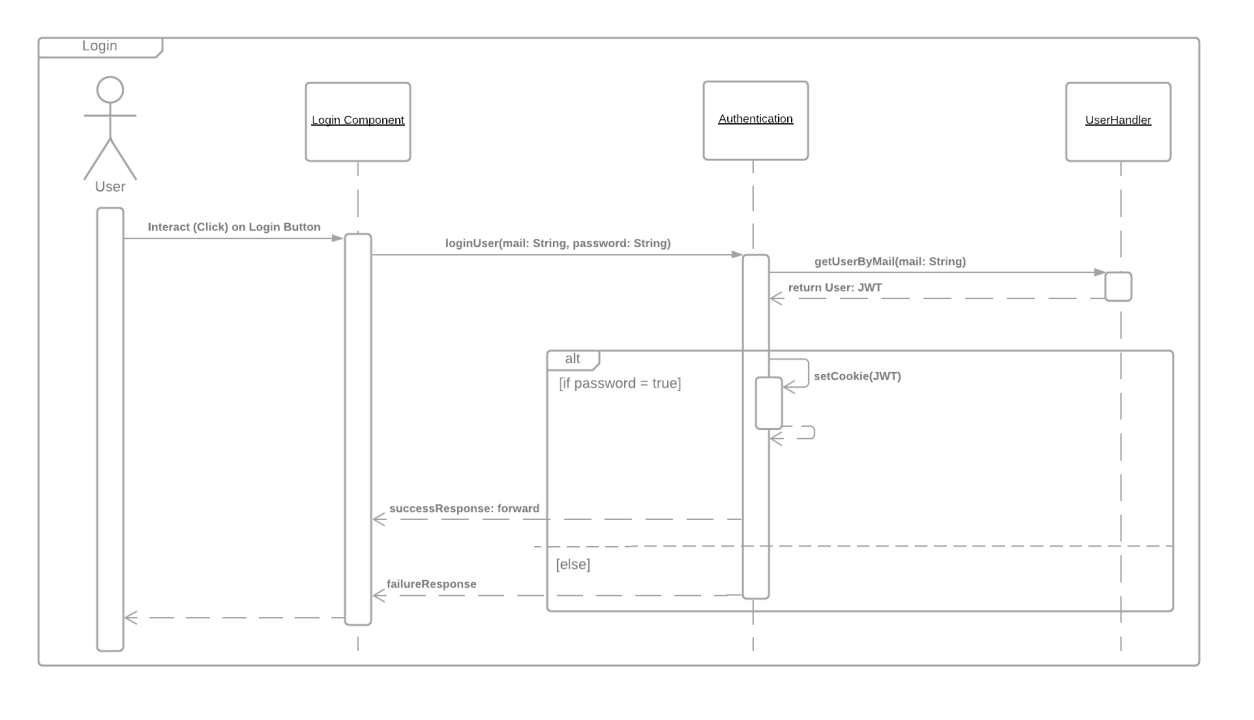 Login
Login Component
Authentication
UserHandler
User
Interact (Click) on Login Button
loginUser(mail: String, password: String)
getUserByMail(mail: String)
return User: JWT
alt
[if password = true]
setCookie(JWT)
successResponse: forward
[else]
failureResponse